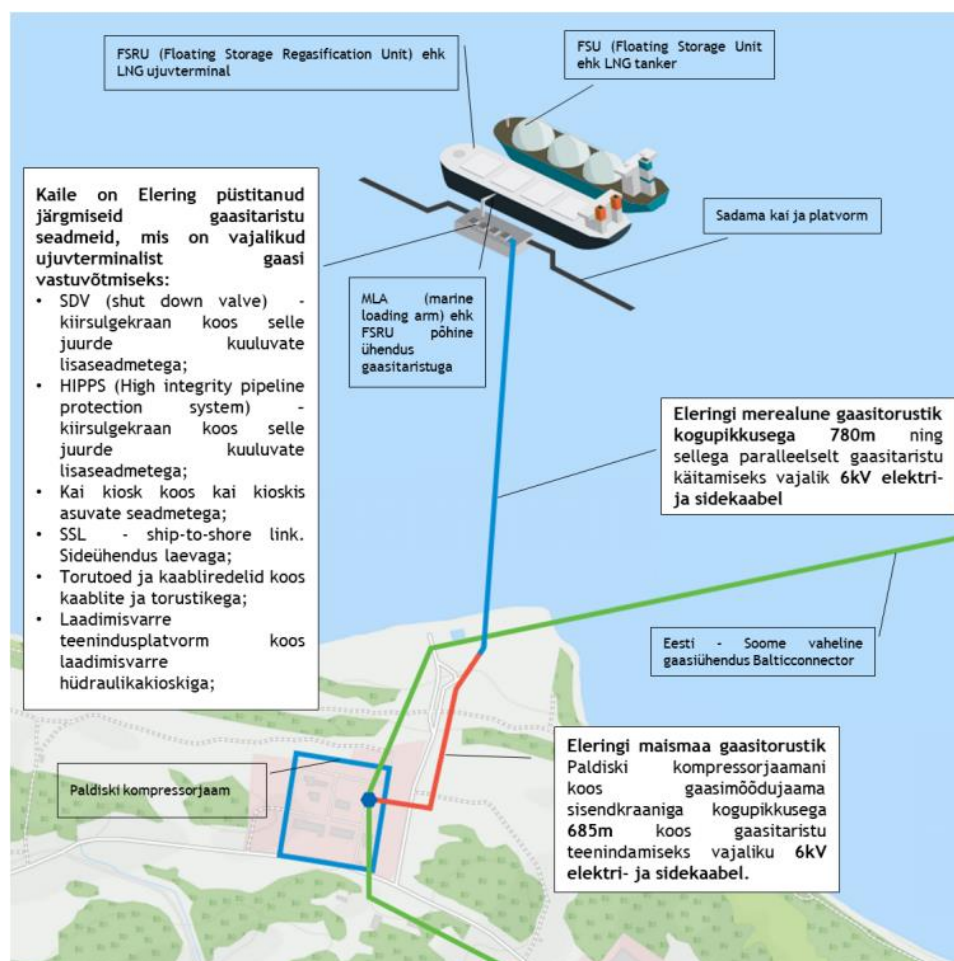 FSRU (Floating Storage Regasification Unit) ehk
LNG ujuvterminal
FSU (Floating Storage Unit
ehk LNG tanker
Kaile on Elering püstitanud
järgmiseid gaasitaristu
seadmeid, mis on vajalikud
ujuvterminalist gaasi
vastuvõtmiseks:
• SDV (shut down valve) -
kiirsulgekraan koos selle
juurde kuuluvate
lisaseadmetega;
• HIPPS (High integrity pipeline
protection system) -
kiirsulgekraan koos selle
juurde kuuluvate
lisaseadmetega;
• Kai kiosk koos kai kioskis
asuvate seadmetega;
• SSL - ship-to-shore link.
Sideühendus laevaga;
• Torutoed ja kaabliredelid koos
kaablite ja torustikega;
• Laadimisvarre
teenindusplatvorm koos
laadimisvarre
hüdraulikakioskiga;
Sadama kai ja platvorm
MLA (marine
loading arm) ehk
FSRU põhine
ühendus
gaasitaristuga
Eleringi merealune gaasitorustik
kogupikkusega 780m ning
sellega paralleelselt gaasitaristu
käitamiseks vajalik 6kV elektri-
ja sidekaabel
Eesti - Soome vaheline
gaasiühendus Balticconnector
Paldiski kompressorjaam
Eleringi maismaa gaasitorustik
Paldiski kompressorjaamani
koos gaasimõõdujaama
sisendkraaniga kogupikkusega
685m koos gaasitaristu
teenindamiseks vajaliku 6kV
elektri- ja sidekaabel.